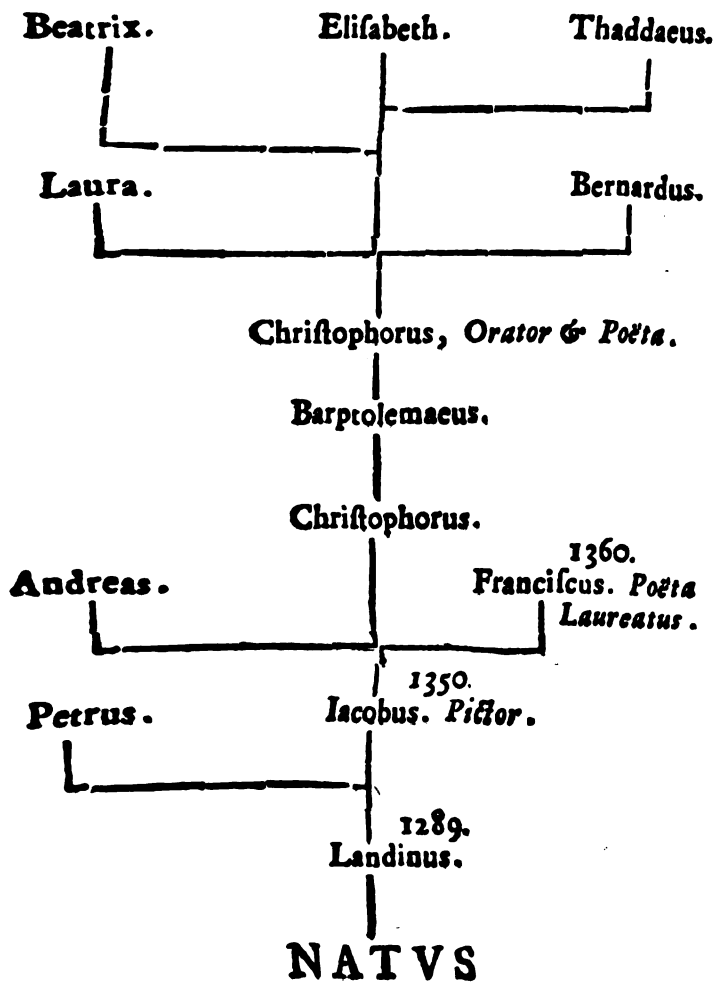 Beatrix. Eliſabeth. Thaddaeus.
Laura. Bernardus.
Chriſtophorus, Orator & Poëta.
Barptolemaeus.
Chriſtophorus.
1360.
Andreas. Franciſcus. Poëta
Laureatus.
1350.
Petrus. Iacobus. Pictor.
1289.
Landinus.
NATVS